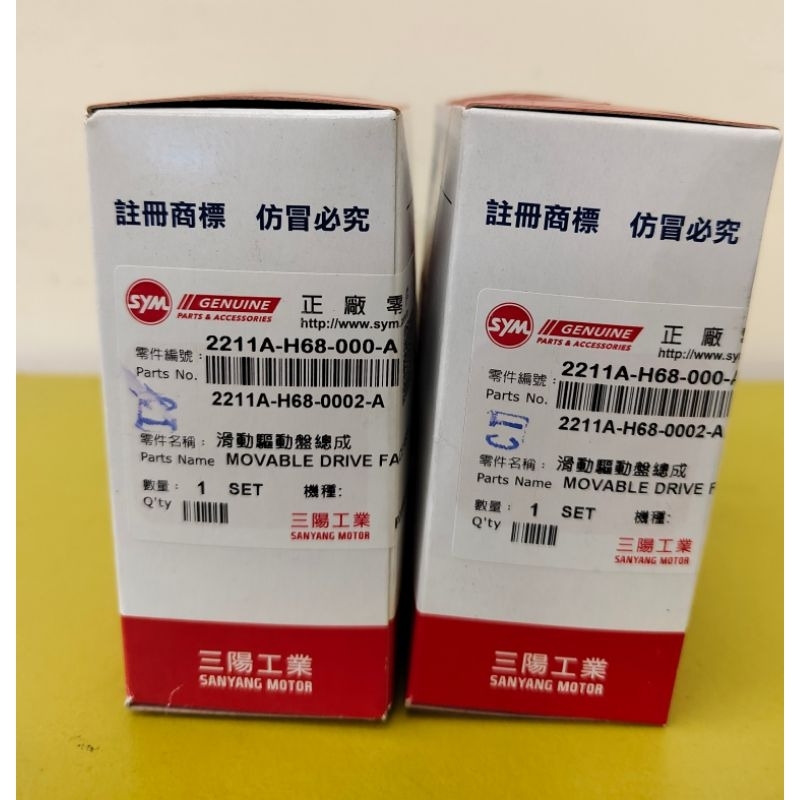 註冊商標 仿冒必究
SYM GENUINE 正廠零
PARTS & ACCESSORIES
http://www.sym.
零件編號: 2211A-H68-000-A
Parts No.
2211A-H68-0002-A
零件名稱: 滑動驅動盤總成
Parts Name MOVABLE DRIVE FA
數量: 1 SET 機種:
Q'ty
三陽工業
SANYANG MOTOR
三陽工業
SANYANG MOTOR
註冊商標 仿冒必究
SYM GENUINE 正廠
PARTS & ACCESSORIES
http://www.sy
零件編號: 2211A-H68-000-A
Parts No.
2211A-H68-0002-A
零件名稱: 滑動驅動盤總成
Parts Name MOVABLE DRIVE F
數量: 1 SET 機種:
Q'ty
三陽工業
SANYANG MOTOR
三陽工業
SANYANG MOTOR